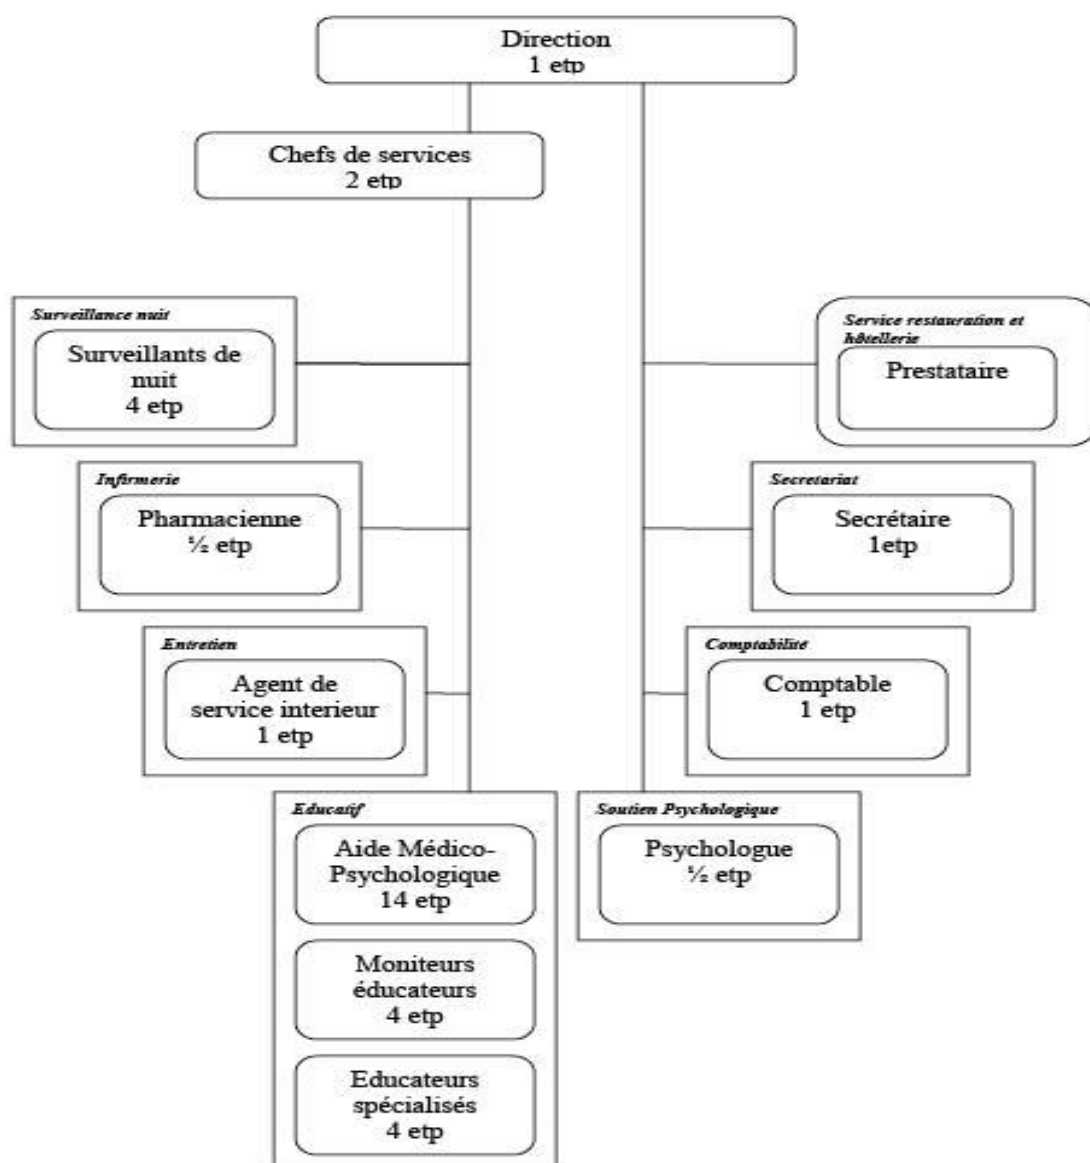 Direction
1 etp
Chefs de services
2 etp
Surveillance nuit
Surveillants de
nuit
4 etp
Service restauration et
hôtellerie
Prestataire
Infirmerie
Pharmacienne
½ etp
Secretariat
Secrétaire
1etp
Entretien
Agent de
service interieur
1 etp
Comptabilité
Comptable
1 etp
Educatif
Aide Médico-
Psychologique
14 etp
Moniteurs
éducateurs
4 etp
Educateurs
spécialisés
4 etp
Soutien Psychologique
Psychologue
½ etp